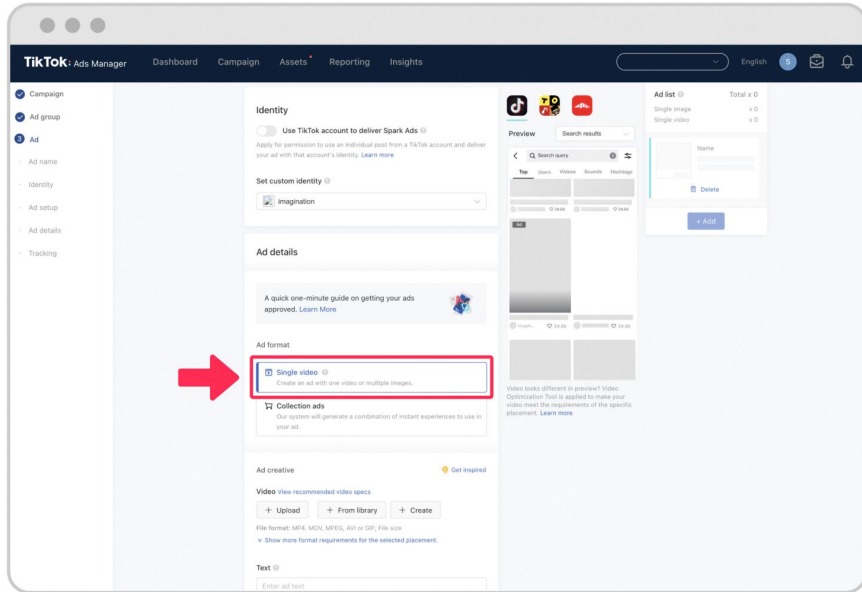 TikTok: Ads Manager
Dashboard
Campaign
Assets
Reporting
Insights
English
S
Campaign
Ad group
3 Ad
Ad name
Identity
Ad setup
Ad details
Tracking
Identity
Use TikTok account to deliver Spark Ads
Apply for permission to use an individual post from a TikTok account and deliver
your ad with that account's identity. Learn more
Set custom identity
imagination
Ad details
A quick one-minute guide on getting your ads
approved. Learn More
Ad format
Single video
Create an ad with one video or multiple images.
Collection ads
Our system will generate a combination of instant experiences to use in
your ad.
Ad creative
Get inspired
Video View recommended video specs
+ Upload
+ From library
+ Create
File format: MP4, MOV, MPEG, AVI or GIF; File size
Show more format requirements for the selected placement.
Text
Enter ad text
Preview
Search results
Search query
Top Users Videos Sounds Hashtags
Ad
Video looks different in preview? Video
Optimization Tool is applied to make your
video meet the requirements of the specific
placement. Learn more
Ad list
Total x 0
Single image x 0
Single video x 0
Name
Delete
+ Add